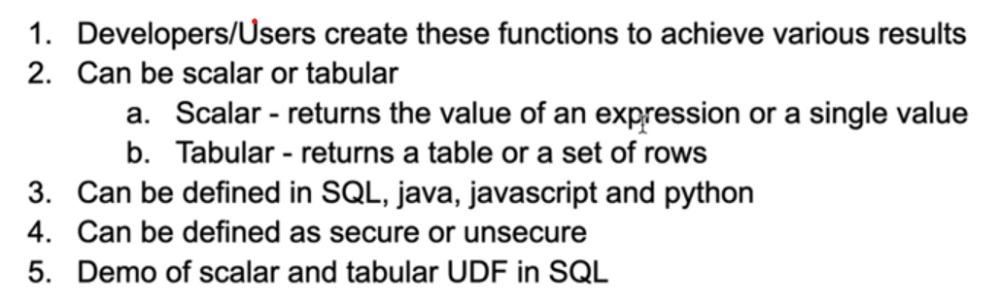 1. Developers/Users create these functions to achieve various results
2. Can be scalar or tabular
a. Scalar - returns the value of an expression or a single value
b. Tabular - returns a table or a set of rows
3. Can be defined in SQL, java, javascript and python
4. Can be defined as secure or unsecure
5. Demo of scalar and tabular UDF in SQL